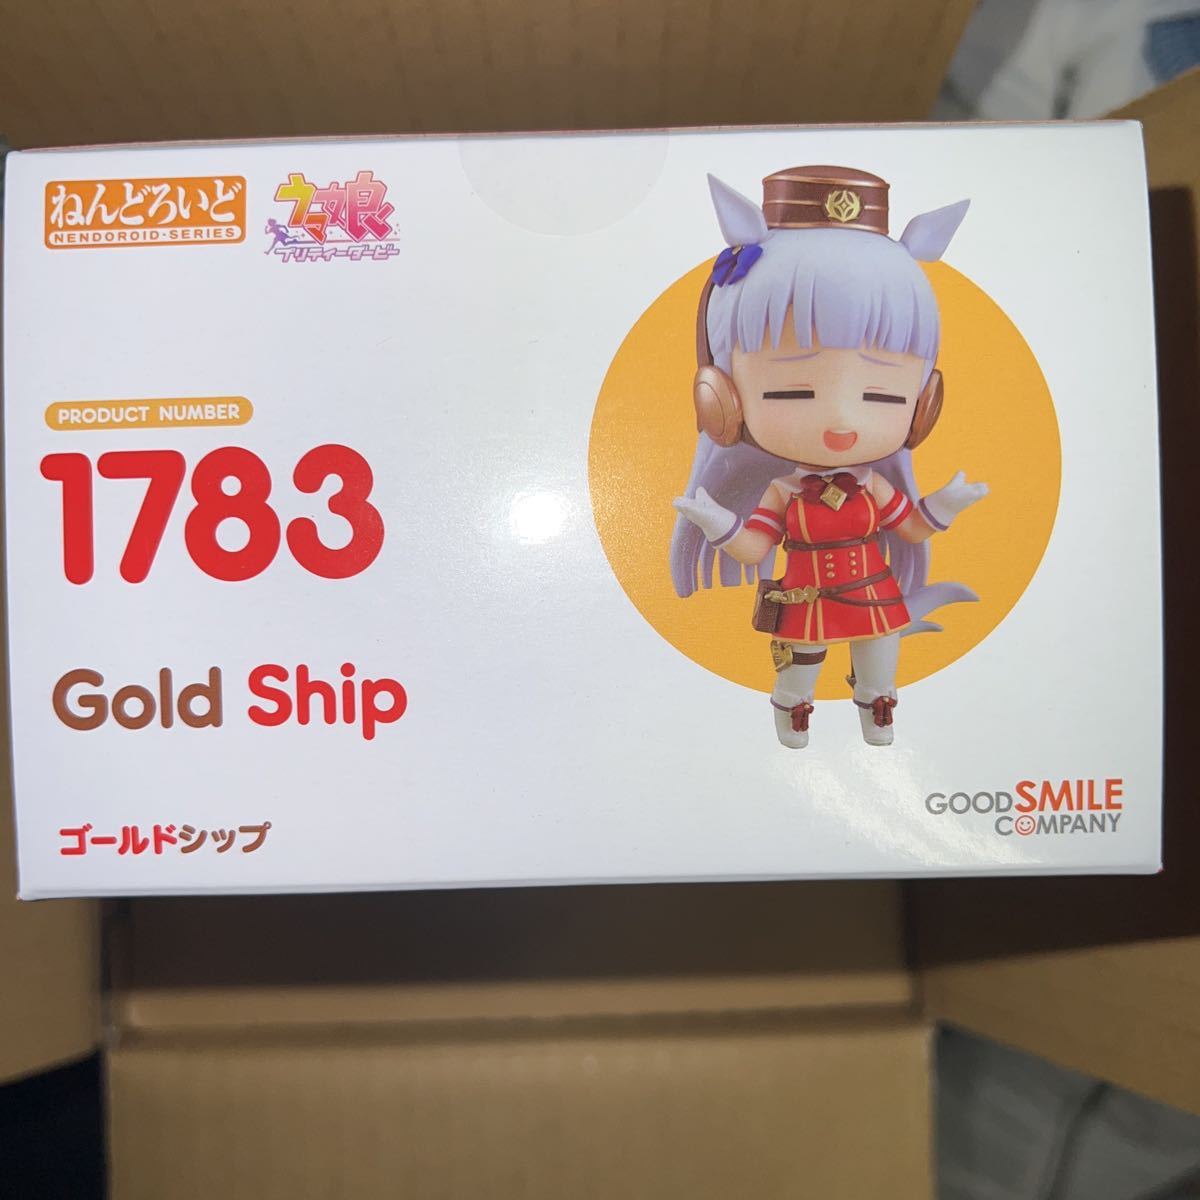 ねんどろいど
NENDOROID-SERIES
ウマ娘
プリティーダービー
PRODUCT NUMBER
1783
Gold Ship
ゴールドシップ
GOOD SMILE
COMPANY